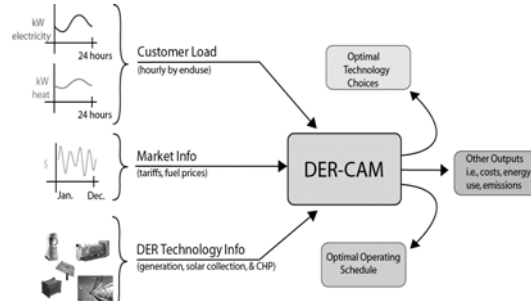 kW
electricity
24 hours
kW
heat
24 hours
Customer Load
(hourly by enduse)
$
Jan.
Dec.
Market Info
(tariffs, fuel prices)
DER Technology Info
(generation, solar collection, & CHP)
DER-CAM
Optimal
Technology
Choices
Other Outputs
i.e., costs, energy
use, emissions
Optimal Operating
Schedule